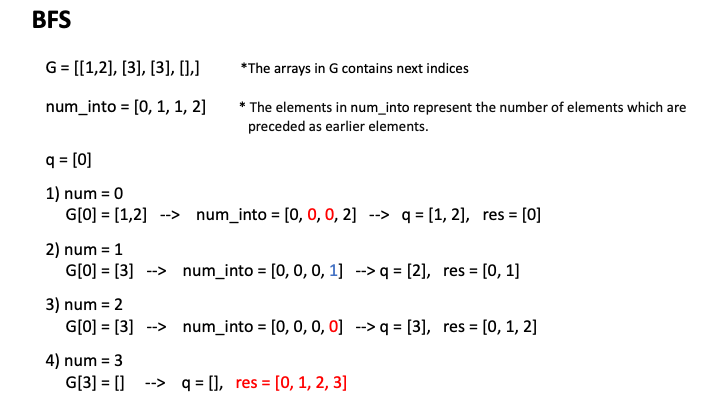 BFS
G = [[1,2], [3], [3], [],] *The arrays in G contains next indices
num_into = [0, 1, 1, 2] * The elements in num_into represent the number of elements which are
preceded as earlier elements.
q = [0]
1) num = 0
G[0] = [1,2] --> num_into = [0, 0, 0, 2] --> q = [1, 2], res = [0]
2) num = 1
G[0] = [3] --> num_into = [0, 0, 0, 1] --> q = [2], res = [0, 1]
3) num = 2
G[0] = [3] --> num_into = [0, 0, 0, 0] --> q = [3], res = [0, 1, 2]
4) num = 3
G[3] = [] --> q = [], res = [0, 1, 2, 3]